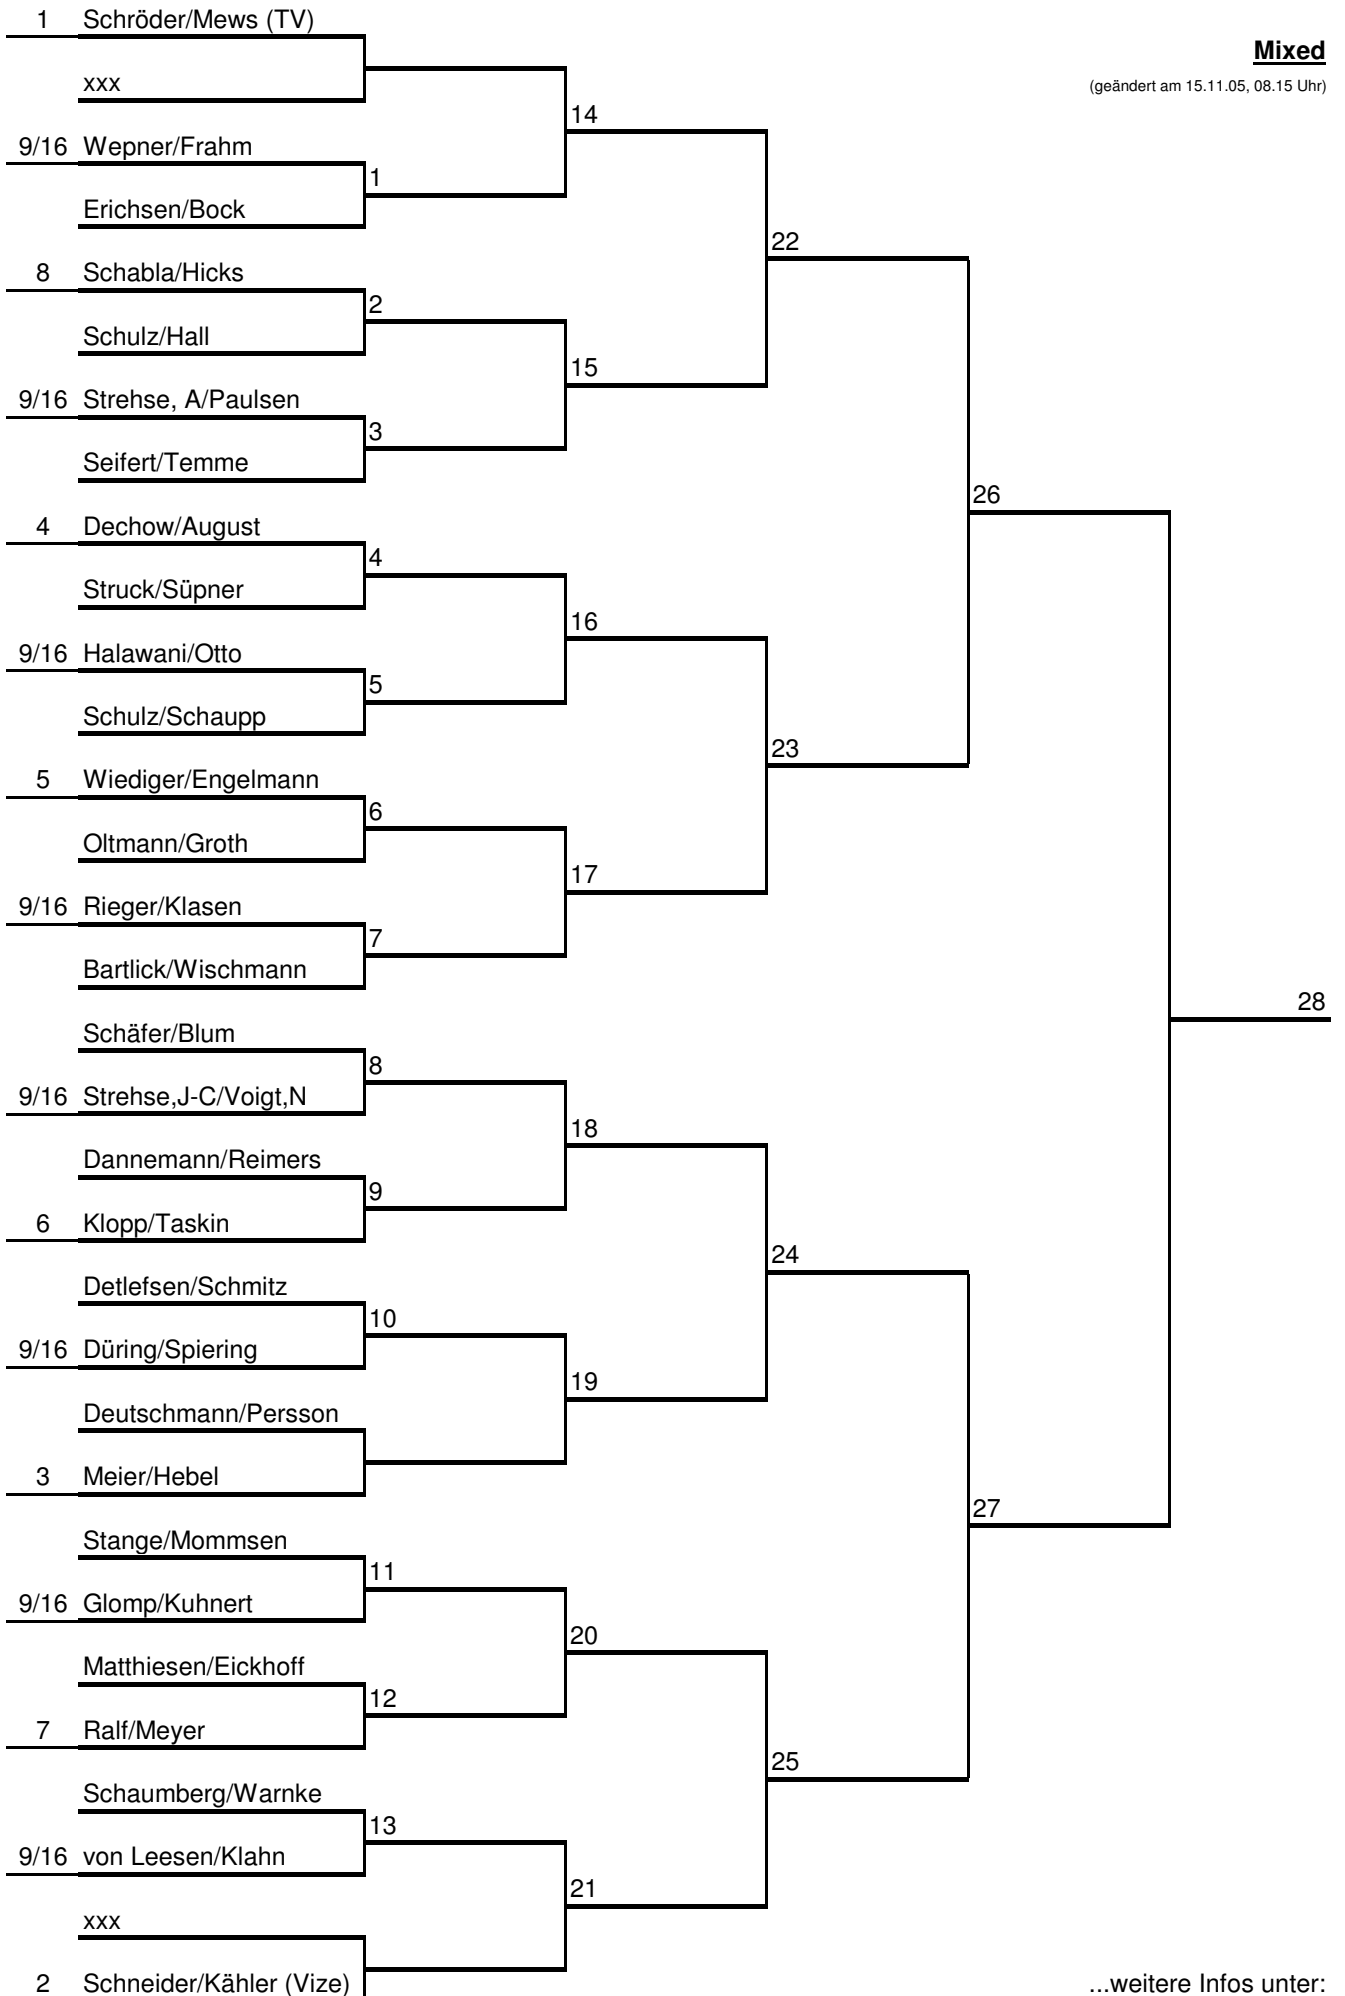 1 Schröder/Mews (TV)
Mixed
xxx
(geändert am 15.11.05, 08.15 Uhr)
14
9/16 Wepner/Frahm
1
Erichsen/Bock
22
8 Schabla/Hicks
2
Schulz/Hall
15
9/16 Strehse, A/Paulsen
3
Seifert/Temme
26
4 Dechow/August
4
Struck/Süpner
16
9/16 Halawani/Otto
5
Schulz/Schaupp
23
5 Wiediger/Engelmann
6
Oltmann/Groth
17
9/16 Rieger/Klasen
7
Bartlick/Wischmann
28
Schäfer/Blum
8
9/16 Strehse,J-C/Voigt,N
18
Dannemann/Reimers
9
6 Klopp/Taskin
24
Detlefsen/Schmitz
10
9/16 Düring/Spiering
19
Deutschmann/Persson
3 Meier/Hebel
27
Stange/Mommsen
11
9/16 Glomp/Kuhnert
20
Matthiesen/Eickhoff
12
7 Ralf/Meyer
25
Schaumberg/Warnke
13
9/16 von Leesen/Klahn
21
xxx
2 Schneider/Kähler (Vize)
...weitere Infos unter: